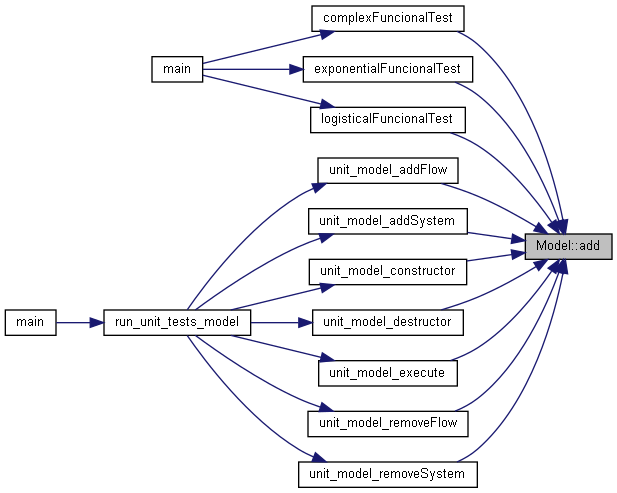 complexFuncionalTest
main
exponentialFuncionalTest
logisticalFuncionalTest
unit_model_addFlow
unit_model_addSystem
Model::add
unit_model_constructor
main
run_unit_tests_model
unit_model_destructor
unit_model_execute
unit_model_removeFlow
unit_model_removeSystem